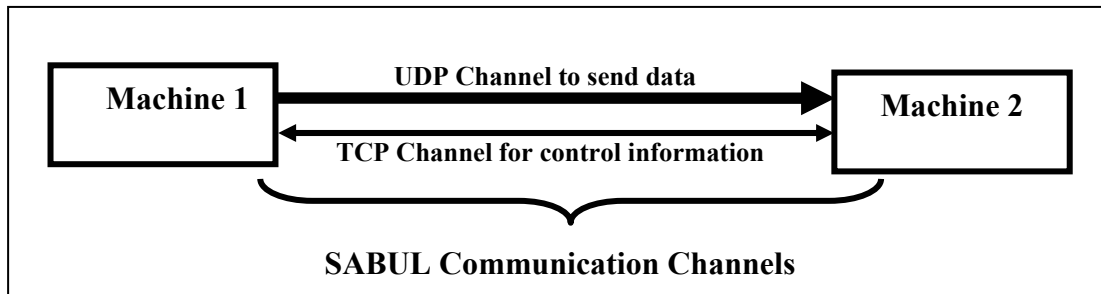 UDP Channel to send data
Machine 1
Machine 2
TCP Channel for control information
SABUL Communication Channels